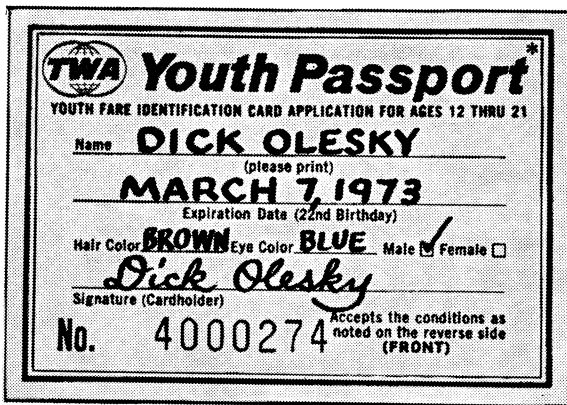 TWA Youth Passport*
YOUTH FARE IDENTIFICATION CARD APPLICATION FOR AGES 12 THRU 21
Name DICK OLESKY
(please print)
MARCH 7, 1973
Expiration Date (22nd Birthday)
Hair Color BROWN Eye Color BLUE Male ☑ Female ☐
Dick Olesky
Signature (Cardholder)
No. 4000274 Accepts the conditions as
noted on the reverse side
(FRONT)